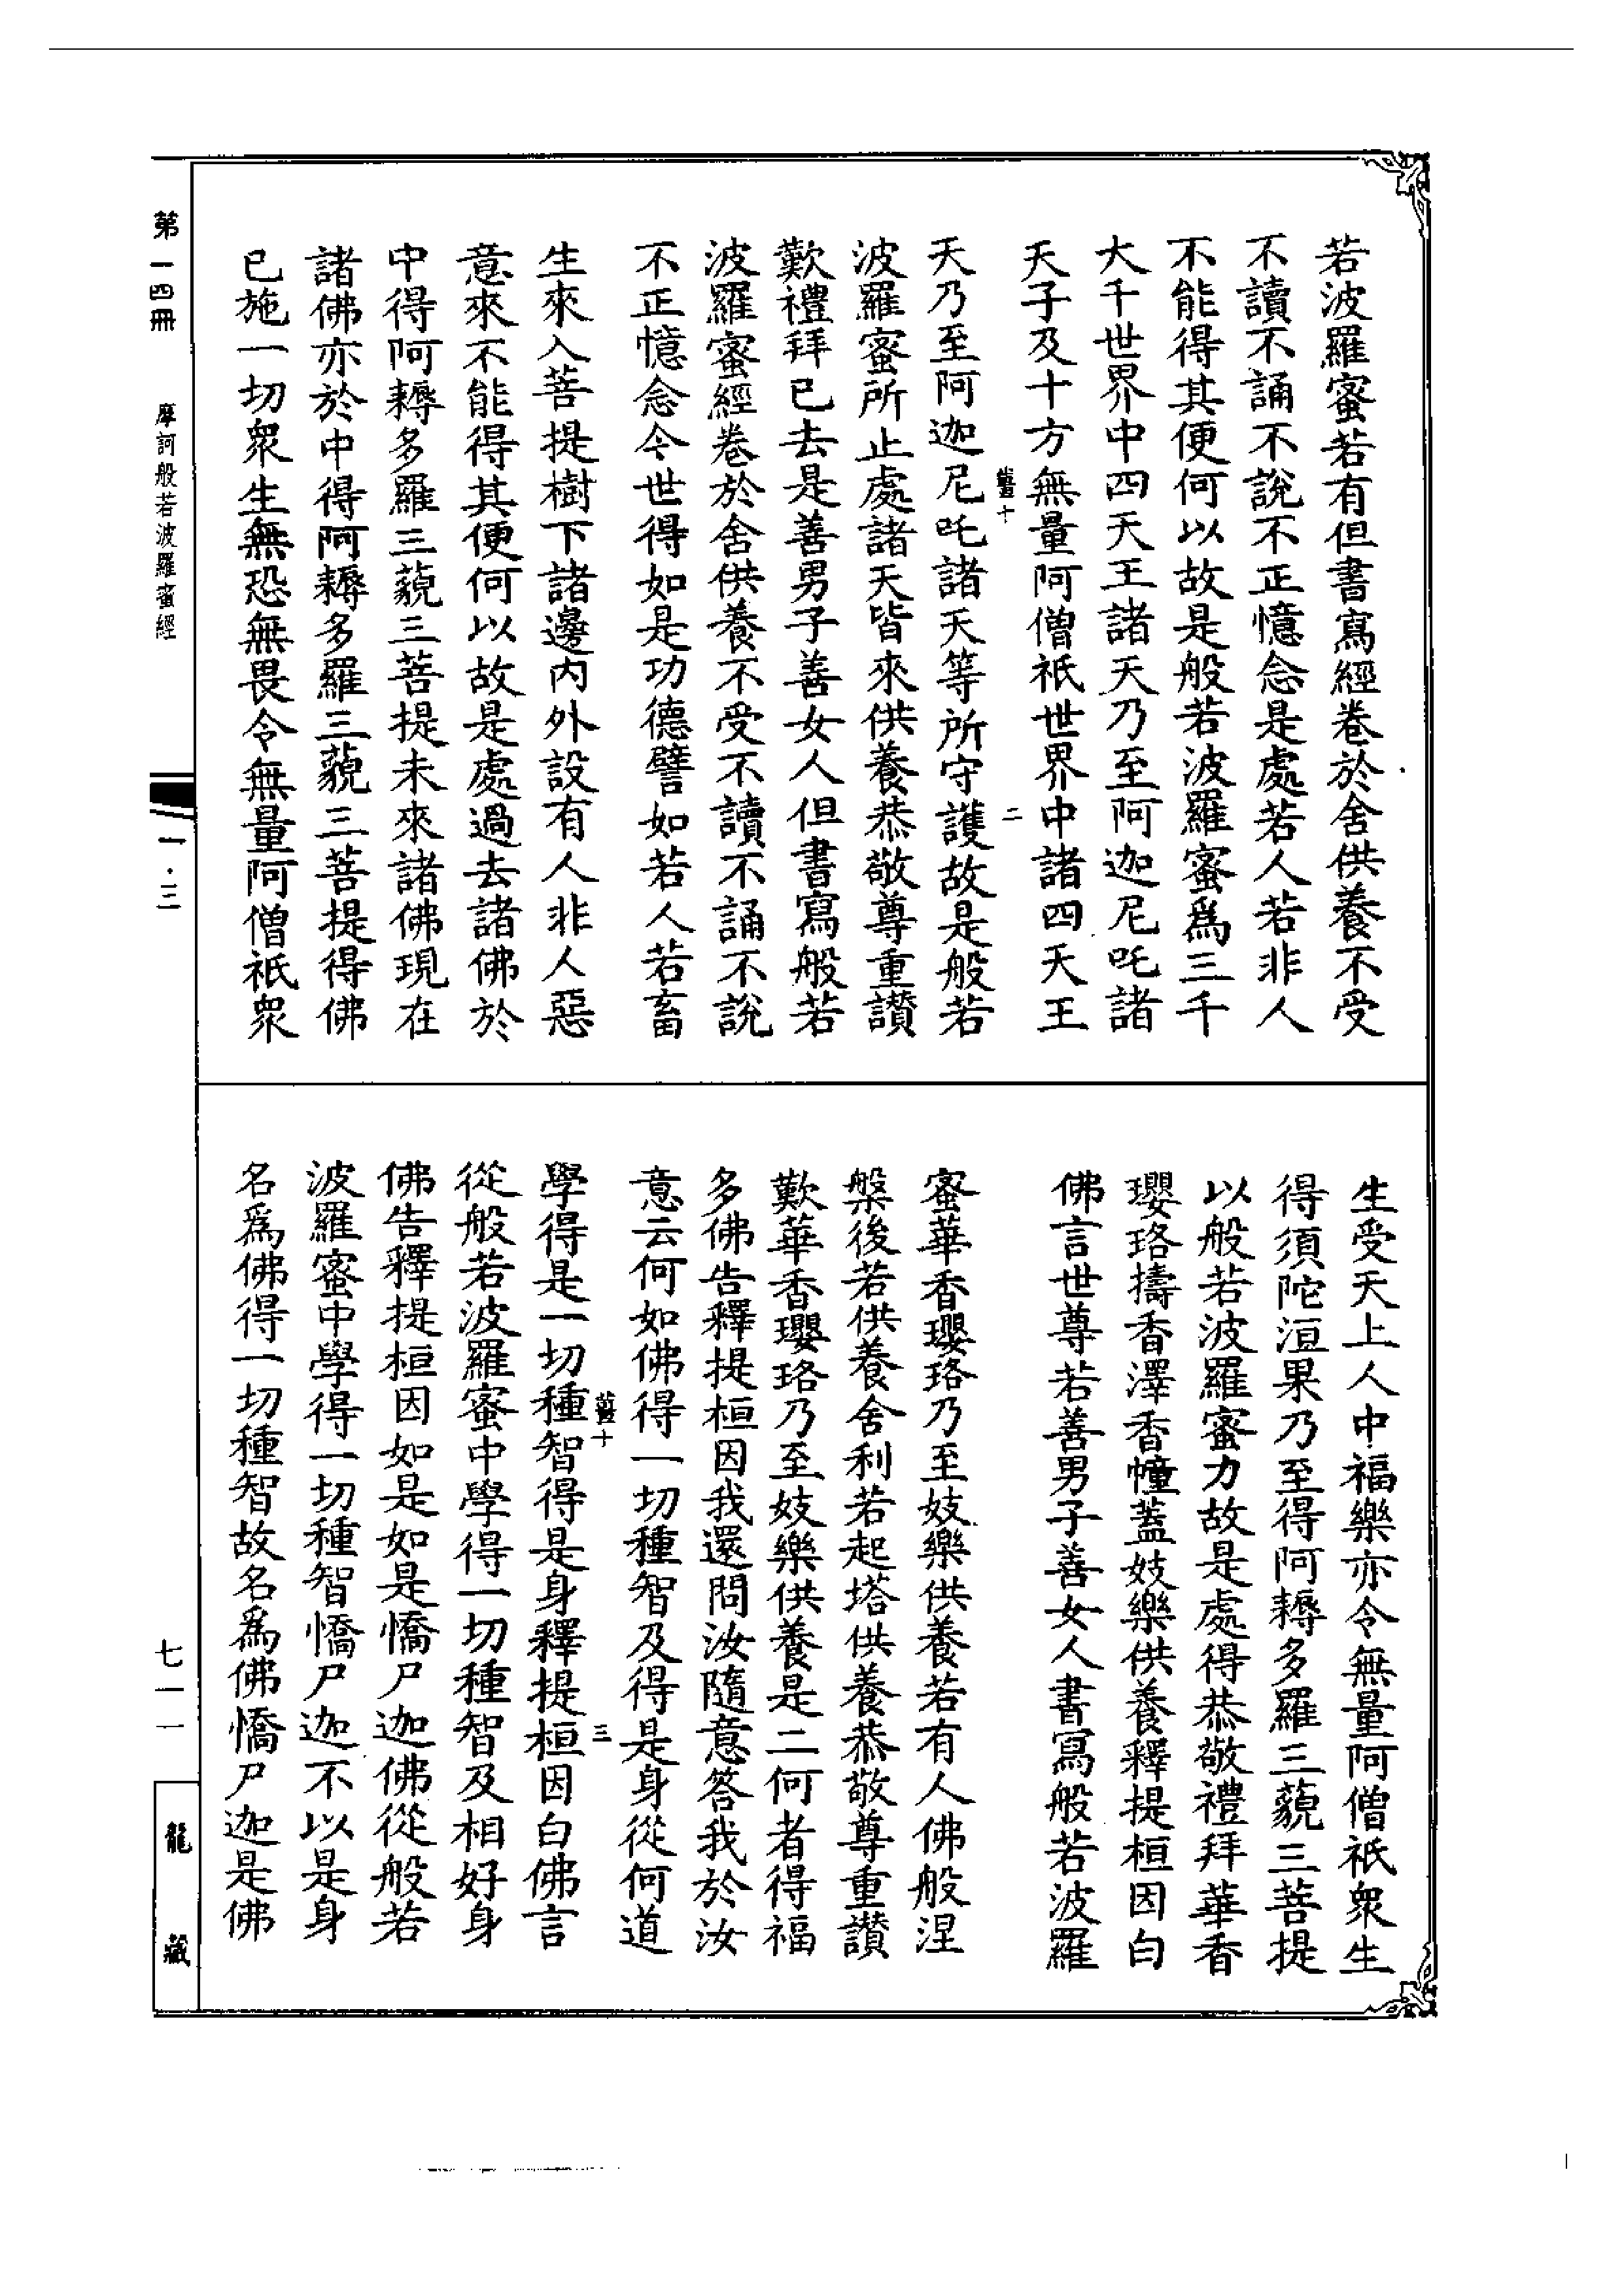 若波羅蜜若有但書寫經卷於舍供養不受
不讀不誦不說不正憶念是處若人若非人
不能得其便何以故是般若波羅蜜為三千
大千世界中四天王諸天乃至阿迦尼吒諸
天子及十方無量阿僧祇世界中諸四天王
十 二
天乃至阿迦尼吒諸天等所守護故是般若
波羅蜜所止處諸天皆來供養恭敬尊重讚
歎禮拜已去是善男子善女人但書寫般若
波羅蜜經卷於舍供養不受不讀不誦不說
不正憶念今世得如是功德譬如若人若畜
生來入菩提樹下諸邊內外設有人非人惡
意來不能得其便何以故是處過去諸佛於
中得阿耨多羅三藐三菩提未來諸佛現在
諸佛亦於中得阿耨多羅三藐三菩提得佛
已施一切眾生無恐無畏令無量阿僧祇眾
生受天上人中福樂亦令無量阿僧祇眾生
得須陀洹果乃至得阿耨多羅三藐三菩提
以般若波羅蜜力故是處得恭敬禮拜華香
瓔珞擣香澤香幢蓋妓樂供養釋提桓因白
佛言世尊若善男子善女人書寫般若波羅
蜜華香瓔珞乃至妓樂供養若有人佛般涅
槃後若供養舍利若起塔供養恭敬尊重讚
歎華香瓔珞乃至妓樂供養是二何者得福
多佛告釋提桓因我還問汝隨意答我於汝
意云何如佛得一切種智及得是身從何道
十 三
學得是一切種智得是身釋提桓因白佛言
從般若波羅蜜中學得一切種智及相好身
佛告釋提桓因如是如是憍尸迦佛從般若
波羅蜜中學得一切種智憍尸迦不以是身
名為佛得一切種智故名為佛憍尸迦是佛
第一四冊 摩訶般若波羅蜜經 一·三 七一一 龍藏